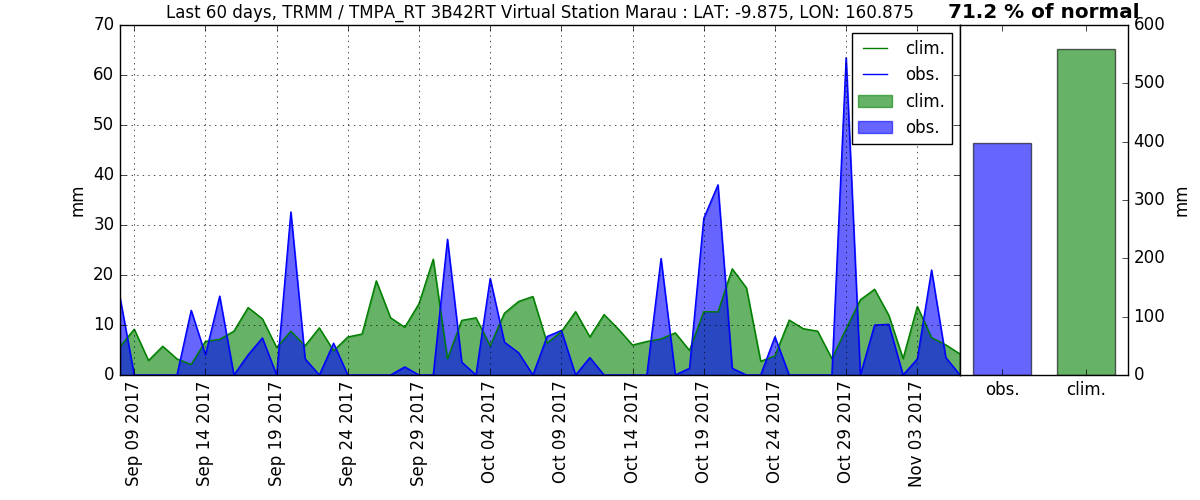 Last 60 days, TRMM / TMPA_RT 3B42RT Virtual Station Marau : LAT: -9.875, LON: 160.875
71.2 % of normal
70
60
50
40
30
20
10
0
mm
clim.
obs.
clim.
obs.
Sep 09 2017
Sep 14 2017
Sep 19 2017
Sep 24 2017
Sep 29 2017
Oct 04 2017
Oct 09 2017
Oct 14 2017
Oct 19 2017
Oct 24 2017
Oct 29 2017
Nov 03 2017
600
500
400
300
200
100
0
mm
obs.
clim.